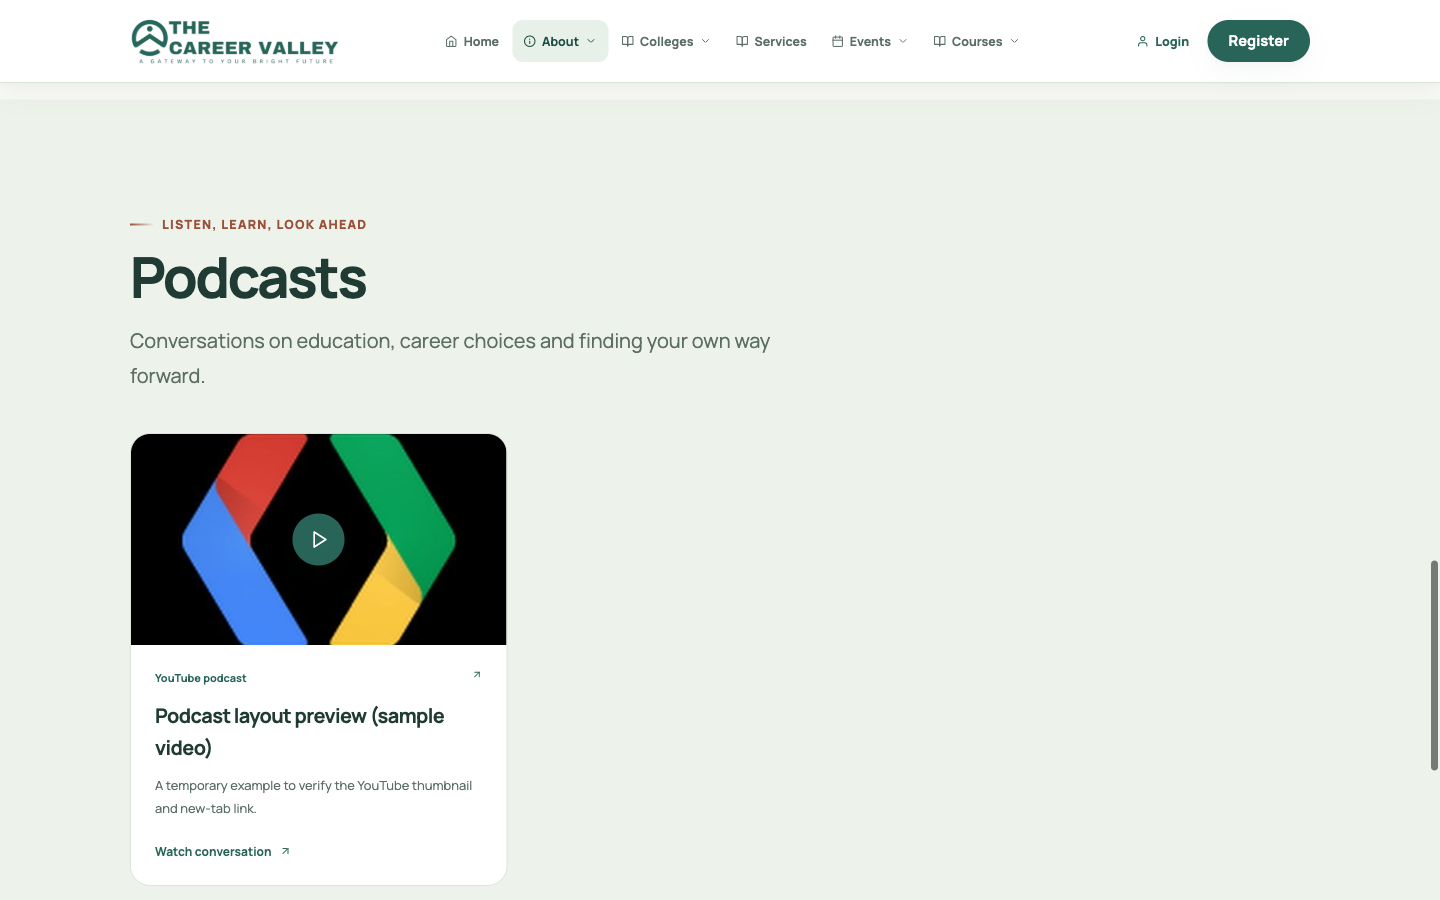 THE
CAREER VALLEY
A GATEWAY TO YOUR BRIGHT FUTURE
Home
About
Colleges
Services
Events
Courses
Login
Register
LISTEN, LEARN, LOOK AHEAD
Podcasts
Conversations on education, career choices and finding your own way
forward.
YouTube podcast
Podcast layout preview (sample
video)
A temporary example to verify the YouTube thumbnail
and new-tab link.
Watch conversation